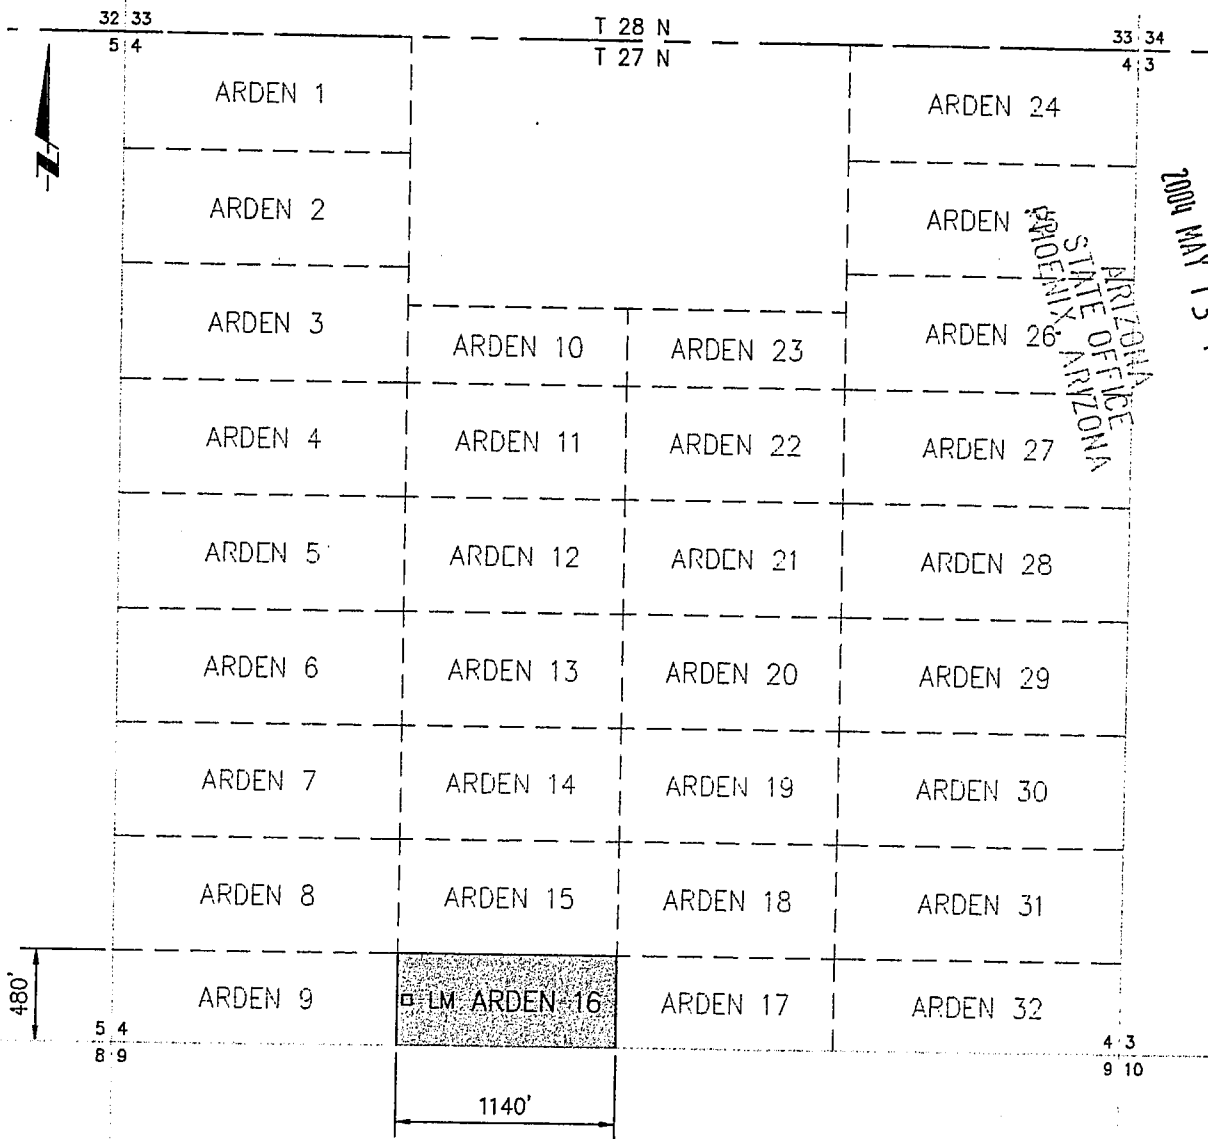 32 33
5 4
T 28 N
T 27 N
33 34
4 3
N
ARDEN 1
ARDEN 24
ARDEN 2
ARDEN
ARDEN 3
ARDEN 10
ARDEN 23
ARDEN 26
ARDEN 4
ARDEN 11
ARDEN 22
ARDEN 27
ARDEN 5
ARDEN 12
ARDEN 21
ARDEN 28
ARDEN 6
ARDEN 13
ARDEN 20
ARDEN 29
ARDEN 7
ARDEN 14
ARDEN 19
ARDEN 30
ARDEN 8
ARDEN 15
ARDEN 18
ARDEN 31
480'
ARDEN 9
LM ARDEN 16
ARDEN 17
ARDEN 32
5 4
8 9
4 3
9 10
1140'
2004 MAY 13
ARIZONA
STATE OFFICE
PHOENIX, ARIZONA